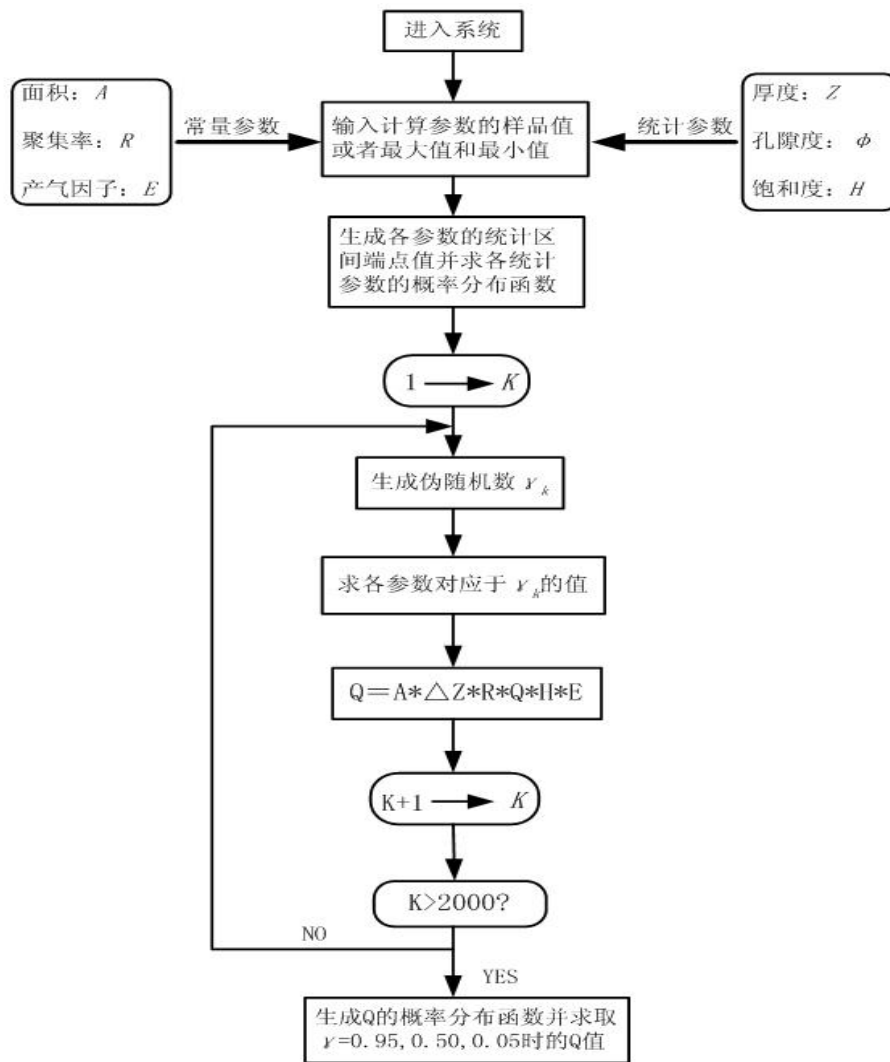 进入系统
面积：A
聚集率：R
产气因子：E
常量参数
输入计算参数的样品值
或者最大值和最小值
统计参数
厚度：Z
孔隙度：Φ
饱和度：H
生成各参数的统计区
间端点值并求各统计
参数的概率分布函数
1 → K
生成伪随机数 γk
求各参数对应于 γk的值
Q＝A*△Z*R*Q*H*E
K+1 → K
K>2000?
NO
YES
生成Q的概率分布函数并求取
γ=0.95,0.50,0.05时的Q值